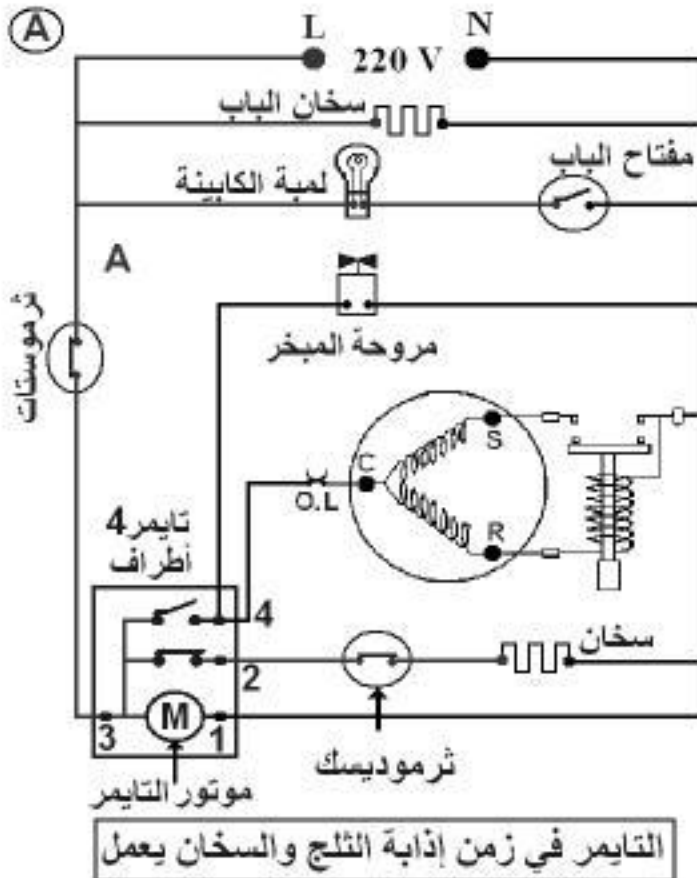 A
L
220 V
N
سخان الباب
مفتاح الباب
لمبة الكابينة
A
ثرموستات
مروحة المبخر
S
C
O.L
R
تايمر4
أطراف
4
سخان
2
M
3
1
ثرموديسك
موتور التايمر
التايمر في زمن إذابة الثلج والسخان يعمل